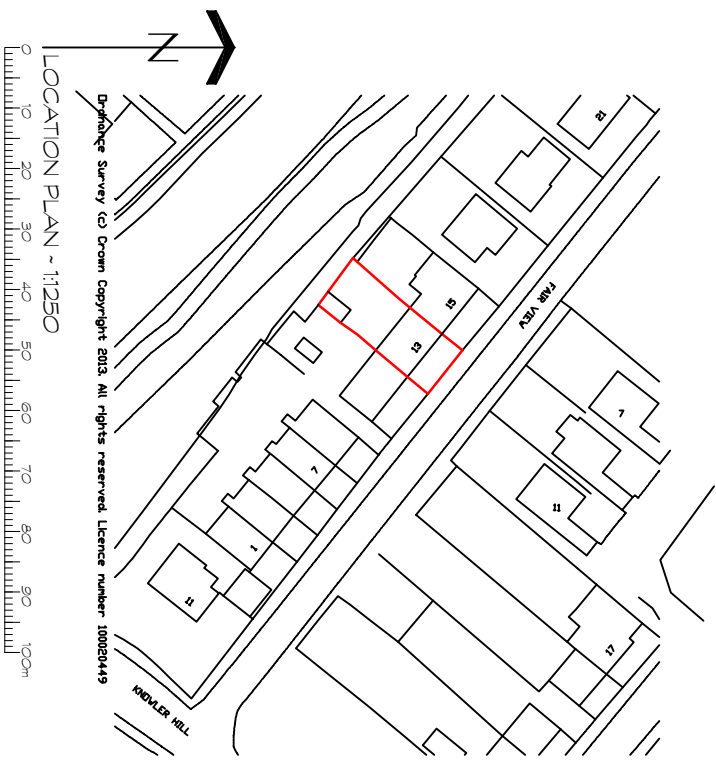 N
LOCATION PLAN ~ 1:1250
0 10 20 30 40 50 60 70 80 90 100m
Ordnance Survey (c) Crown Copyright 2013. All rights reserved. Licence number 100020449
21
FAIR VIEW
15
13
7
11
7
1
11
17
KNOWLER HILL